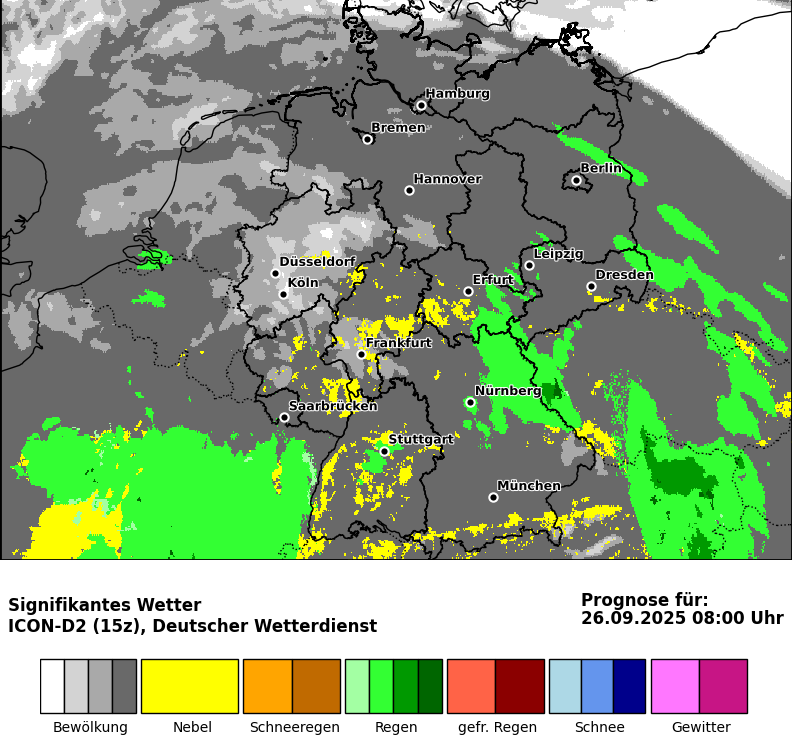 Hamburg
Bremen
Berlin
Hannover
Leipzig
Düsseldorf
Dresden
Köln
Erfurt
Frankfurt
Nürnberg
Saarbrücken
Stuttgart
München
Signifikantes Wetter
ICON-D2 (15z), Deutscher Wetterdienst
Prognose für:
26.09.2025 08:00 Uhr
Bewölkung
Nebel
Schneeregen
Regen
gefr. Regen
Schnee
Gewitter